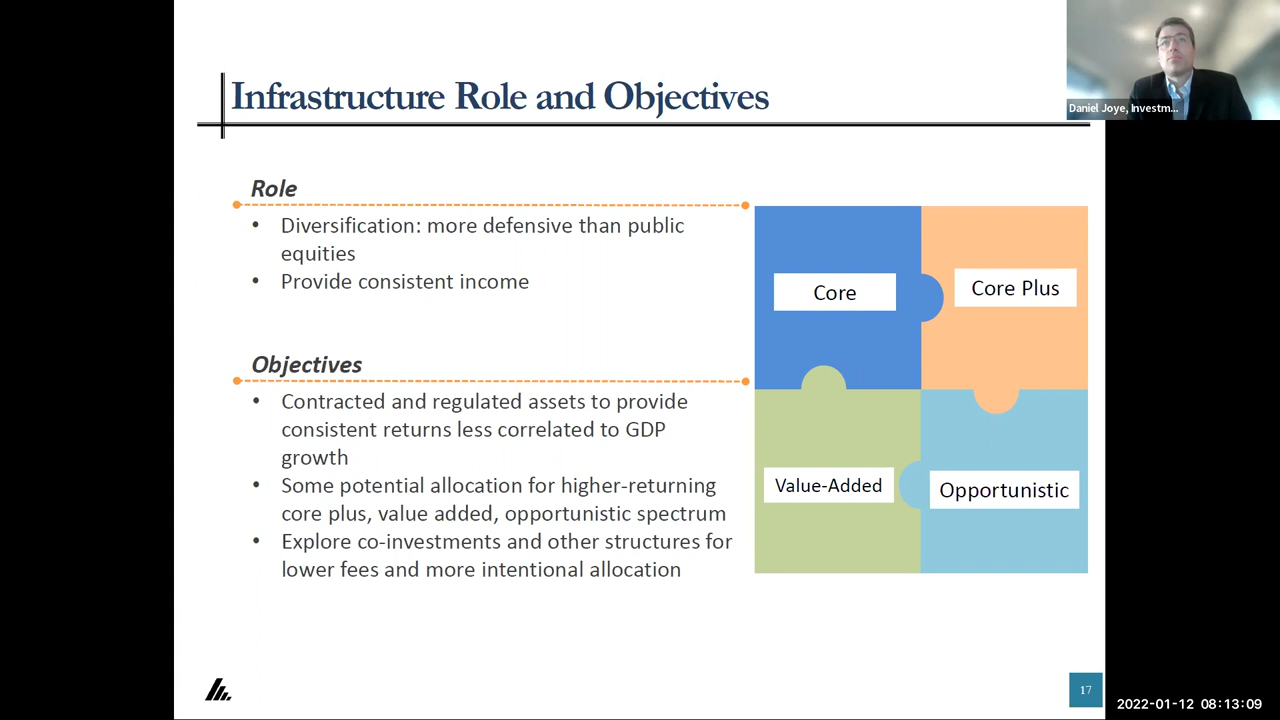 Infrastructure Role and Objectives
Daniel Joye, Investm...
Role
• Diversification: more defensive than public
equities
• Provide consistent income
Objectives
• Contracted and regulated assets to provide
consistent returns less correlated to GDP
growth
• Some potential allocation for higher-returning
core plus, value added, opportunistic spectrum
• Explore co-investments and other structures for
lower fees and more intentional allocation
Core
Core Plus
Value-Added
Opportunistic
17
2022-01-12 08:13:09